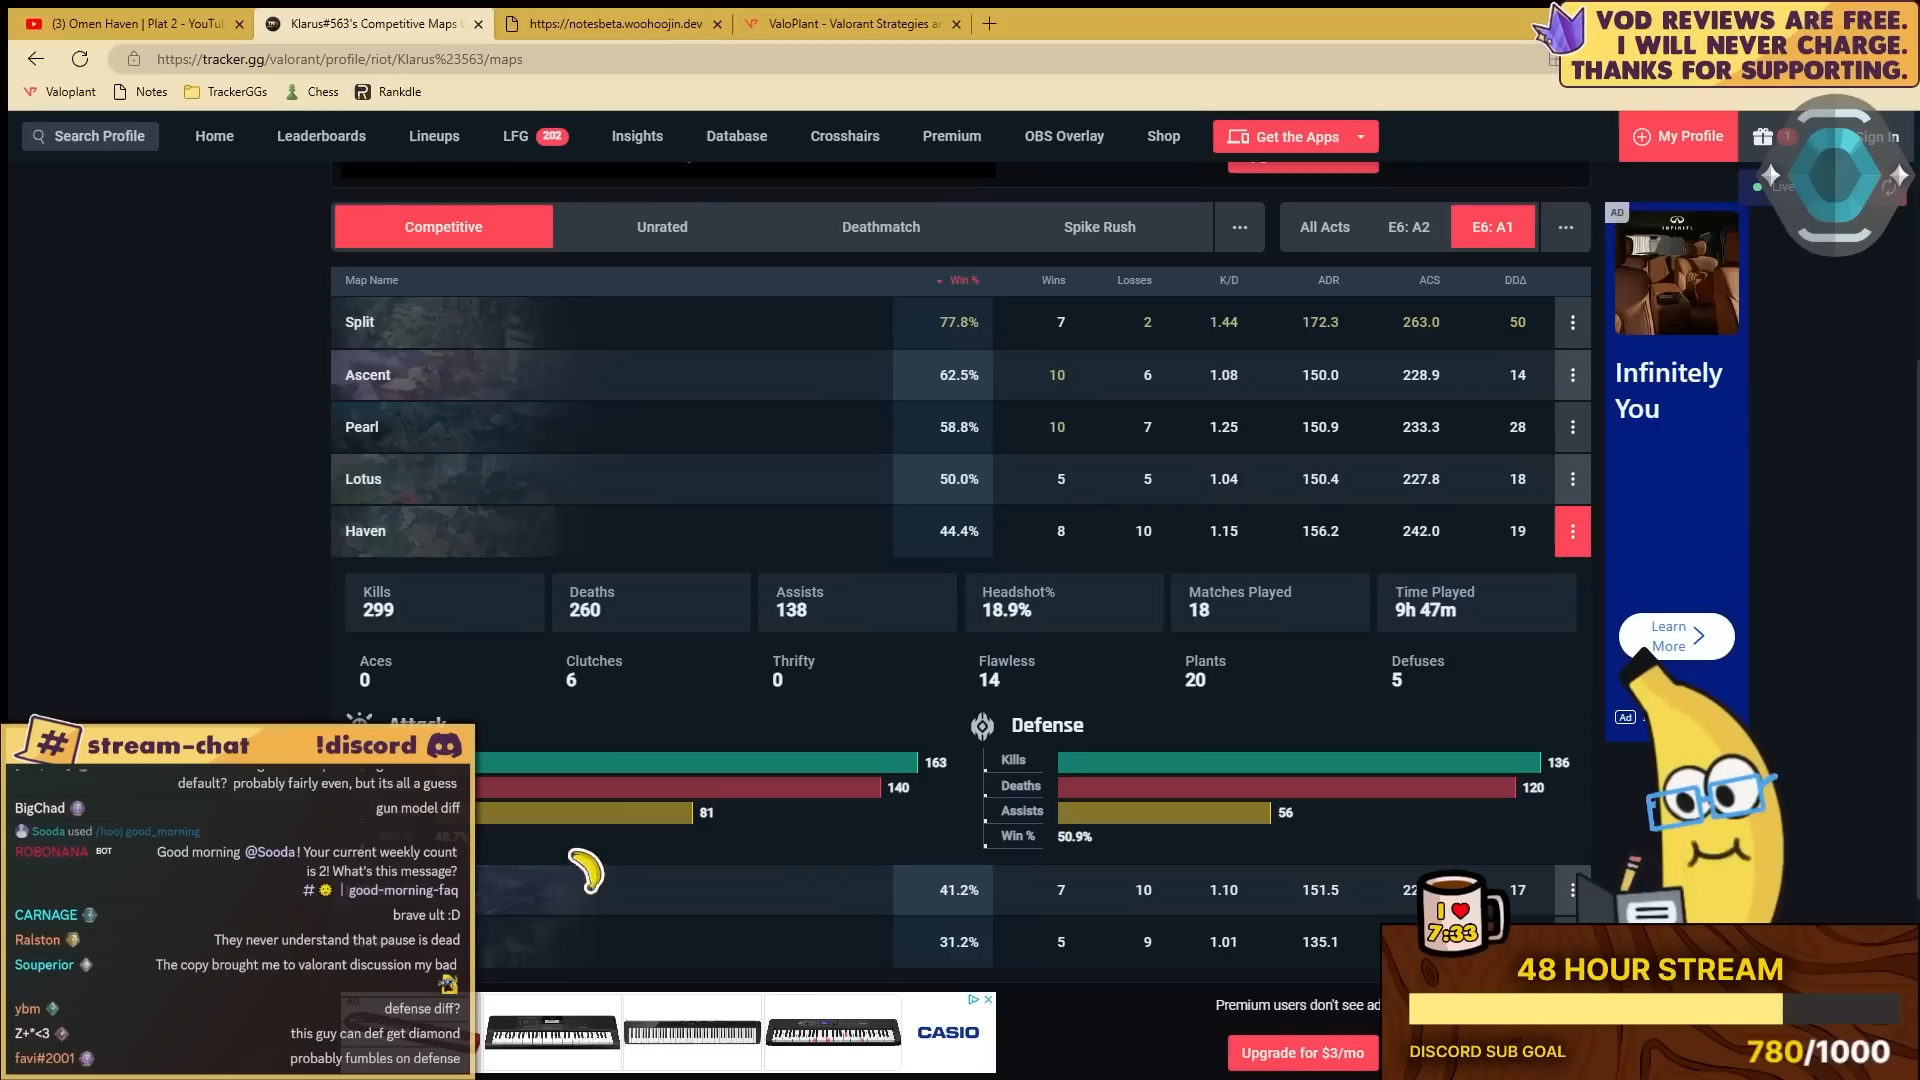 (3) Omen Haven | Plat 2 - YouTu
Klarus#563's Competitive Maps
https://notesbeta.woohoojin.dev
ValoPlant - Valorant Strategies ar
VOD REVIEWS ARE FREE.
I WILL NEVER CHARGE.
THANKS FOR SUPPORTING.
https://tracker.gg/valorant/profile/riot/Klarus%23563/maps
Valoplant
Notes
TrackerGGs
Chess
Rankdle
Search Profile
Home
Leaderboards
Lineups
LFG 202
Insights
Database
Crosshairs
Premium
OBS Overlay
Shop
Get the Apps
My Profile
1
Sign In
Live
Competitive
Unrated
Deathmatch
Spike Rush
All Acts
E6: A2
E6: A1
AD
INFINITI
Infinitely
You
Learn
More
Ad
Map Name Win % Wins Losses K/D ADR ACS DDΔ
Split 77.8% 7 2 1.44 172.3 263.0 50
Ascent 62.5% 10 6 1.08 150.0 228.9 14
Pearl 58.8% 10 7 1.25 150.9 233.3 28
Lotus 50.0% 5 5 1.04 150.4 227.8 18
Haven 44.4% 8 10 1.15 156.2 242.0 19
Kills Deaths Assists Headshot% Matches Played Time Played
299 260 138 18.9% 18 9h 47m
Aces Clutches Thrifty Flawless Plants Defuses
0 6 0 14 20 5
Attack
163
140
81
48.7%
Defense
Kills 136
Deaths 120
Assists 56
Win % 50.9%
41.2% 7 10 1.10 151.5 22 17
31.2% 5 9 1.01 135.1
# stream-chat !discord
default? probably fairly even, but its all a guess
BigChad gun model diff
Sooda used /hooj good_morning
ROBONANA BOT Good morning @Sooda! Your current weekly count
is 2! What's this message?
# | good-morning-faq
CARNAGE brave ult :D
Ralston They never understand that pause is dead
Souperior The copy brought me to valorant discussion my bad
ybm defense diff?
Z+*<3 this guy can def get diamond
favi#2001 probably fumbles on defense
CASIO
Premium users don't see ad
Upgrade for $3/mo
I
7:33
48 HOUR STREAM
DISCORD SUB GOAL
780/1000